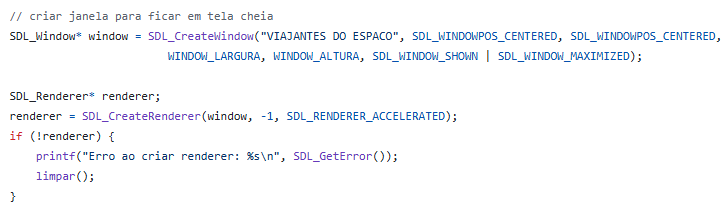 // criar janela para ficar em tela cheia
SDL_Window* window = SDL_CreateWindow("VIAJANTES DO ESPACO", SDL_WINDOWPOS_CENTERED, SDL_WINDOWPOS_CENTERED,
WINDOW_LARGURA, WINDOW_ALTURA, SDL_WINDOW_SHOWN | SDL_WINDOW_MAXIMIZED);
SDL_Renderer* renderer;
renderer = SDL_CreateRenderer(window, -1, SDL_RENDERER_ACCELERATED);
if (!renderer) {
printf("Erro ao criar renderer: %s\n", SDL_GetError());
limpar();
}